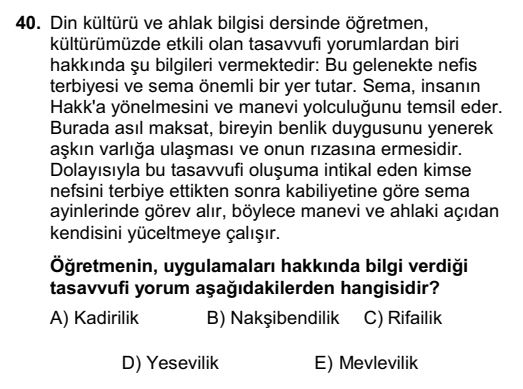 40. Din kültürü ve ahlak bilgisi dersinde öğretmen,
kültürümüzde etkili olan tasavvufi yorumlardan biri
hakkında şu bilgileri vermektedir: Bu gelenekte nefis
terbiyesi ve sema önemli bir yer tutar. Sema, insanın
Hakk'a yönelmesini ve manevi yolculuğunu temsil eder.
Burada asıl maksat, bireyin benlik duygusunu yenerek
aşkın varlığa ulaşması ve onun rızasına ermesidir.
Dolayısıyla bu tasavvufi oluşuma intikal eden kimse
nefsini terbiye ettikten sonra kabiliyetine göre sema
ayinlerinde görev alır, böylece manevi ve ahlaki açıdan
kendisini yüceltmeye çalışır.
Öğretmenin, uygulamaları hakkında bilgi verdiği
tasavvufi yorum aşağıdakilerden hangisidir?
A) Kadirilik B) Nakşibendilik C) Rifailik
D) Yesevilik E) Mevlevilik